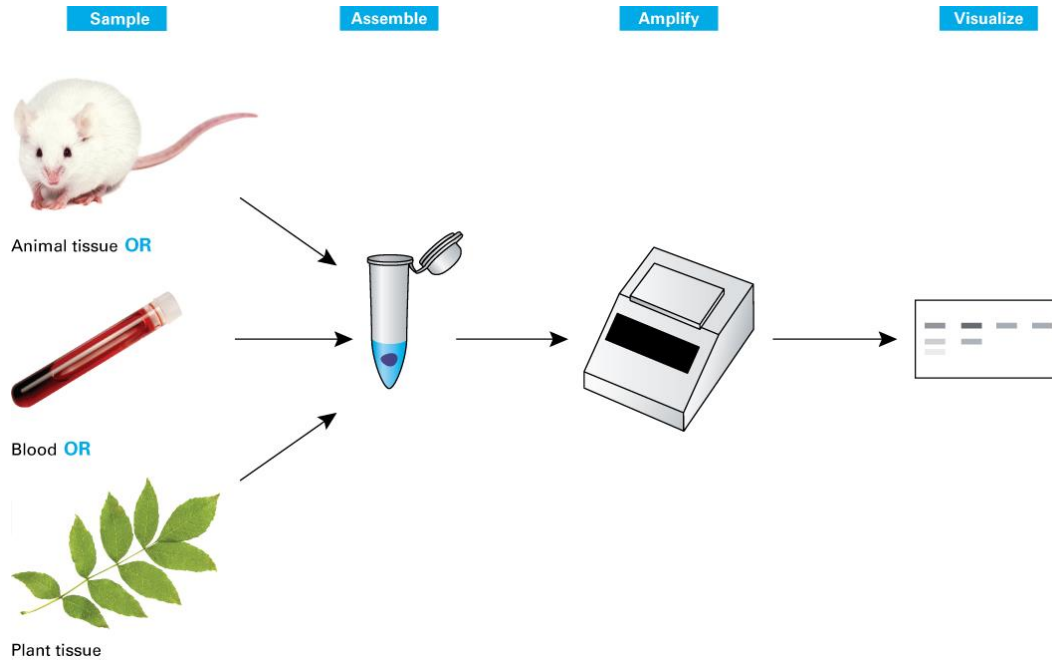 Sample
Assemble
Amplify
Visualize
Animal tissue OR
Blood OR
Plant tissue